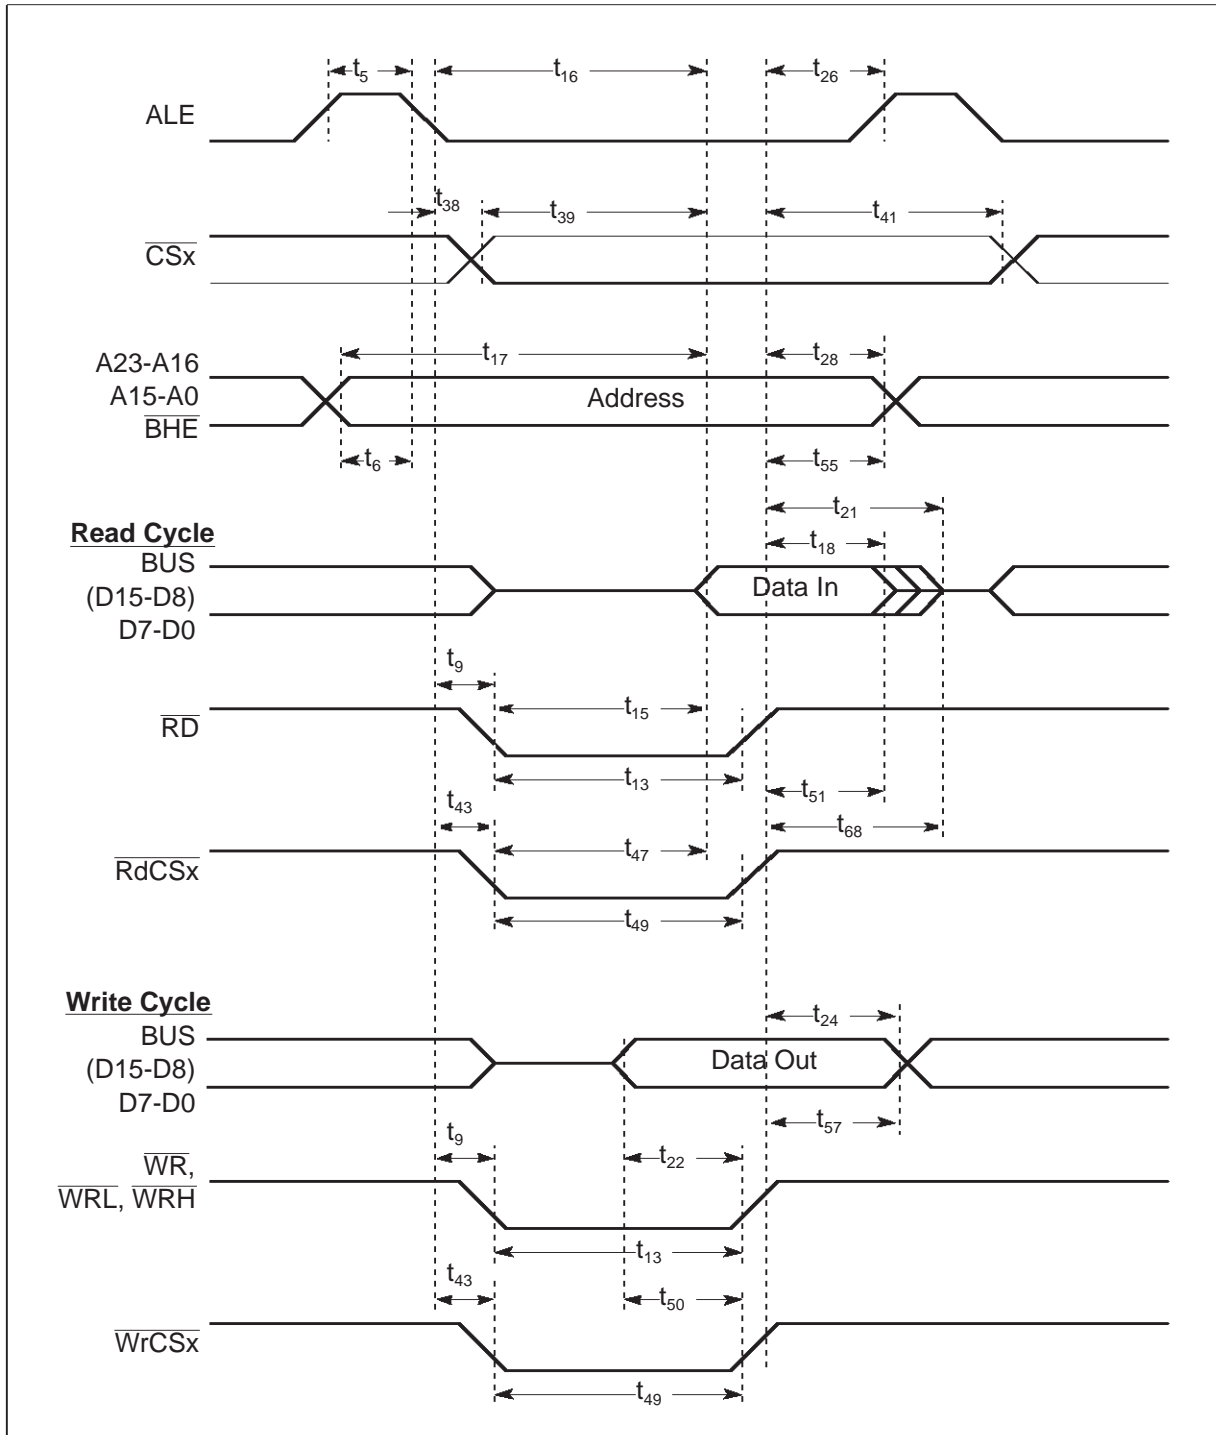 t5 t16 t26
ALE
t38 t39 t41
CSx
A23-A16 t17 t28
A15-A0 Address
BHE
t6 t55
t21
Read Cycle t18
BUS Data In
(D15-D8)
D7-D0
t9
RD t15
t13 t51
t43 t68
RdCSx t47
t49
Write Cycle t24
BUS
(D15-D8) Data Out
D7-D0 t57
t9 t22
WR,
WRL, WRH
t13
t43 t50
WrCSx
t49